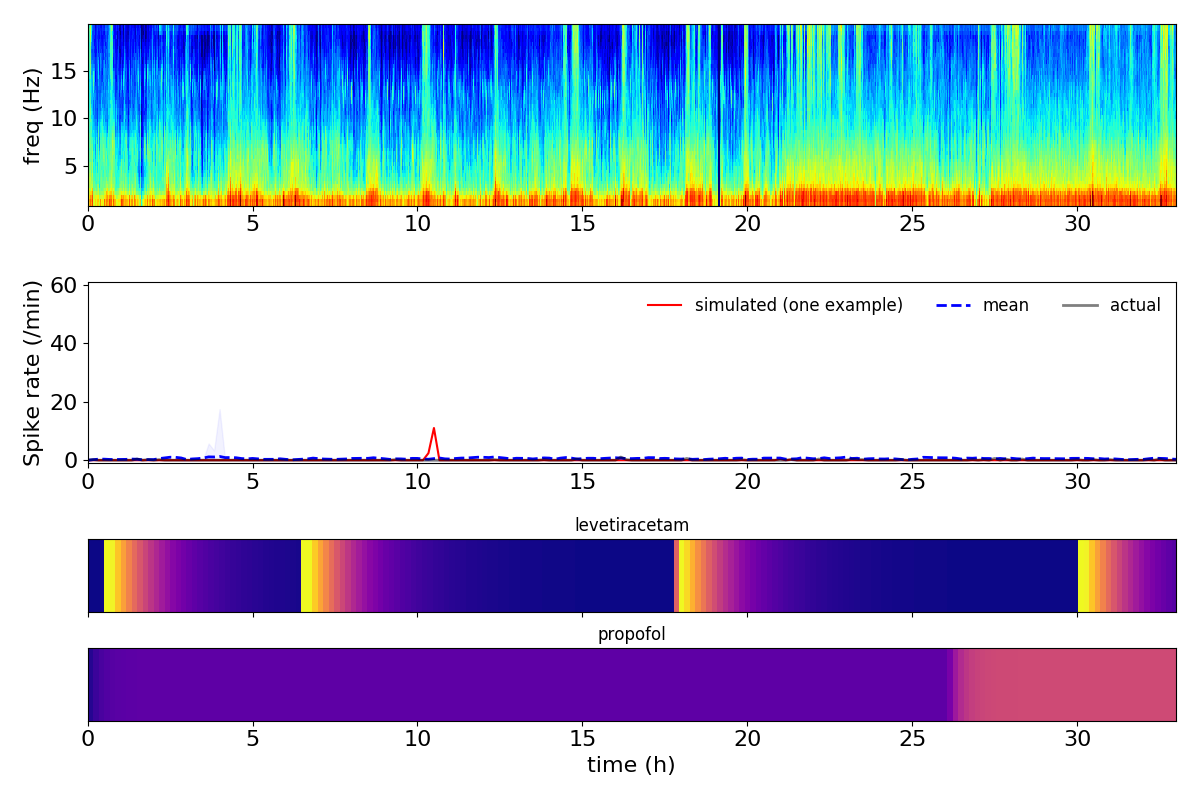 freq (Hz)
15
10
5
0 5 10 15 20 25 30
Spike rate (/min)
60
40
20
0
simulated (one example) mean actual
0 5 10 15 20 25 30
levetiracetam
propofol
0 5 10 15 20 25 30
time (h)